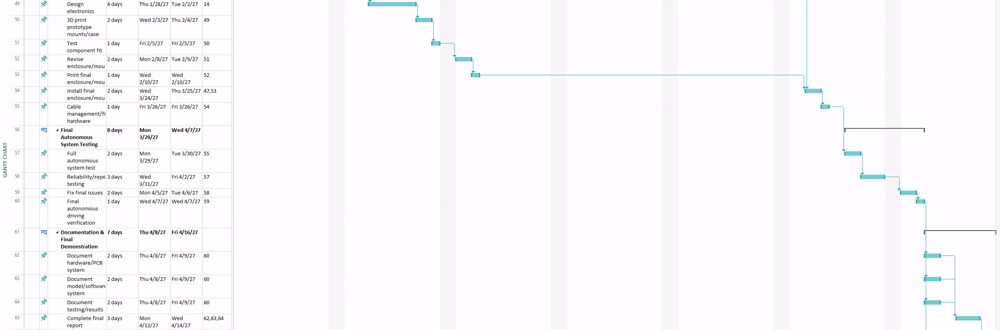 GANTT CHART
49 Design 4 days Thu 1/28/27 Tue 2/2/27 14
electronics
50 3D print 2 days Wed 2/3/27 Thu 2/4/27 49
prototype
mounts/case
51 Test 1 day Fri 2/5/27 Fri 2/5/27 50
component fit
52 Revise 2 days Mon 2/8/27 Tue 2/9/27 51
enclosure/mou
53 Print final 1 day Wed Wed 52
enclosure/mou 2/10/27 2/10/27
54 Install final 2 days Wed Thu 3/25/27 47,53
enclosure/mou 3/24/27
55 Cable 1 day Fri 3/26/27 Fri 3/26/27 54
management/fi
hardware
56 Final 8 days Mon Wed 4/7/27
Autonomous 3/29/27
System Testing
57 Full 2 days Mon Tue 3/30/27 55
autonomous 3/29/27
system test
58 Reliability/repe 3 days Wed Fri 4/2/27 57
testing 3/31/27
59 Fix final issues 2 days Mon 4/5/27 Tue 4/6/27 58
60 Final 1 day Wed 4/7/27 Wed 4/7/27 59
autonomous
driving
verification
61 Documentation & 7 days Thu 4/8/27 Fri 4/16/27
Final
Demonstration
62 Document 2 days Thu 4/8/27 Fri 4/9/27 60
hardware/PCB
system
63 Document 2 days Thu 4/8/27 Fri 4/9/27 60
model/software
system
64 Document 2 days Thu 4/8/27 Fri 4/9/27 60
testing/results
65 Complete final 3 days Mon Wed 62,63,64
report 4/12/27 4/14/27